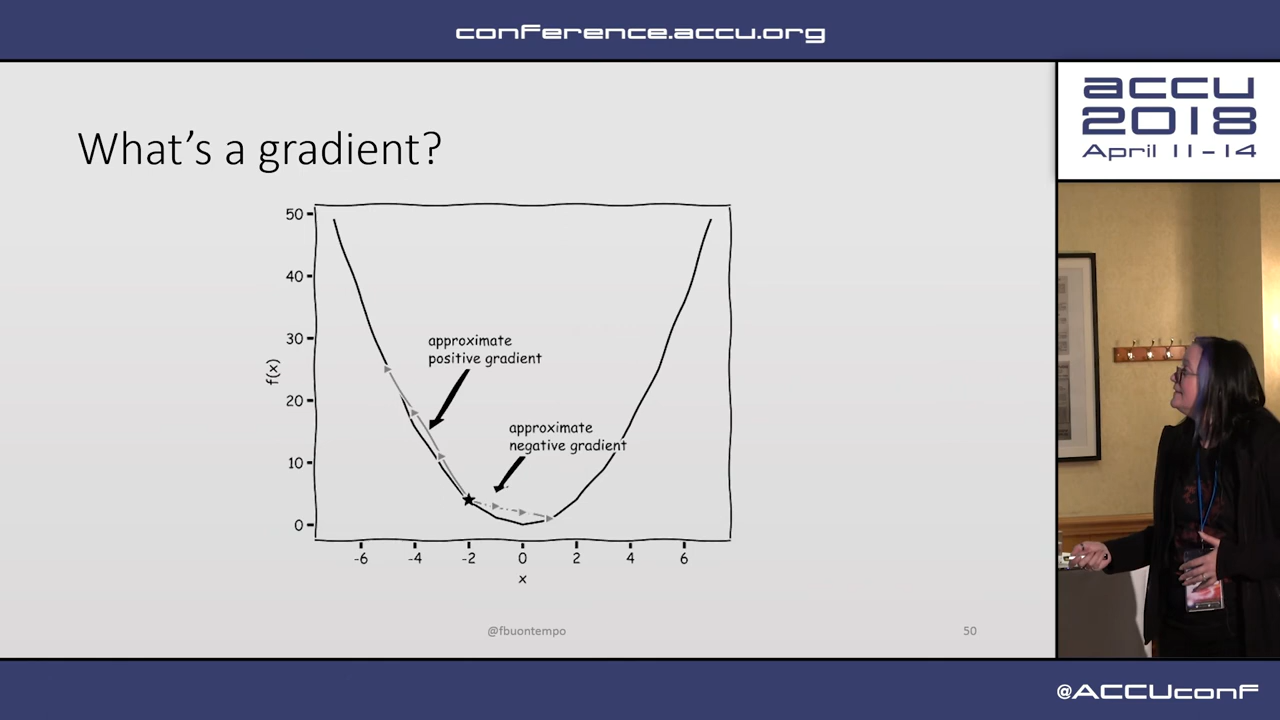 conference.accu.org
accu
2018
April 11-14
What's a gradient?
50
40
30
20
10
0
f(x)
approximate
positive gradient
approximate
negative gradient
-6
-4
-2
0
2
4
6
x
@fbuontempo
50
@ACCUconf